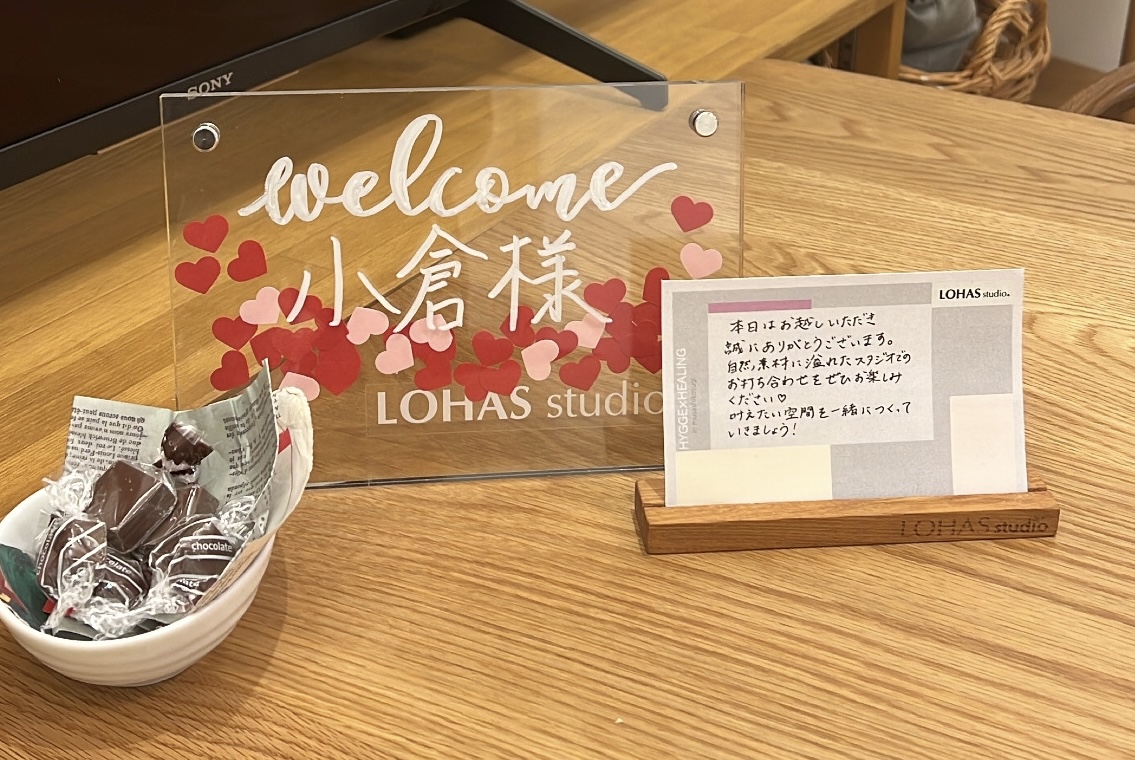 SONY
welcome
小倉様
LOHAS studio
LOHAS studio.
本日はお越しいただき
誠にありがとうございます。
自然素材に溢れたスタジオでの
お打ち合わせをぜひお楽しみ
ください♡
叶えたい空間を一緒につくって
いきましょう!
HYGGE×HEALING
LOHAS studio
chocolate